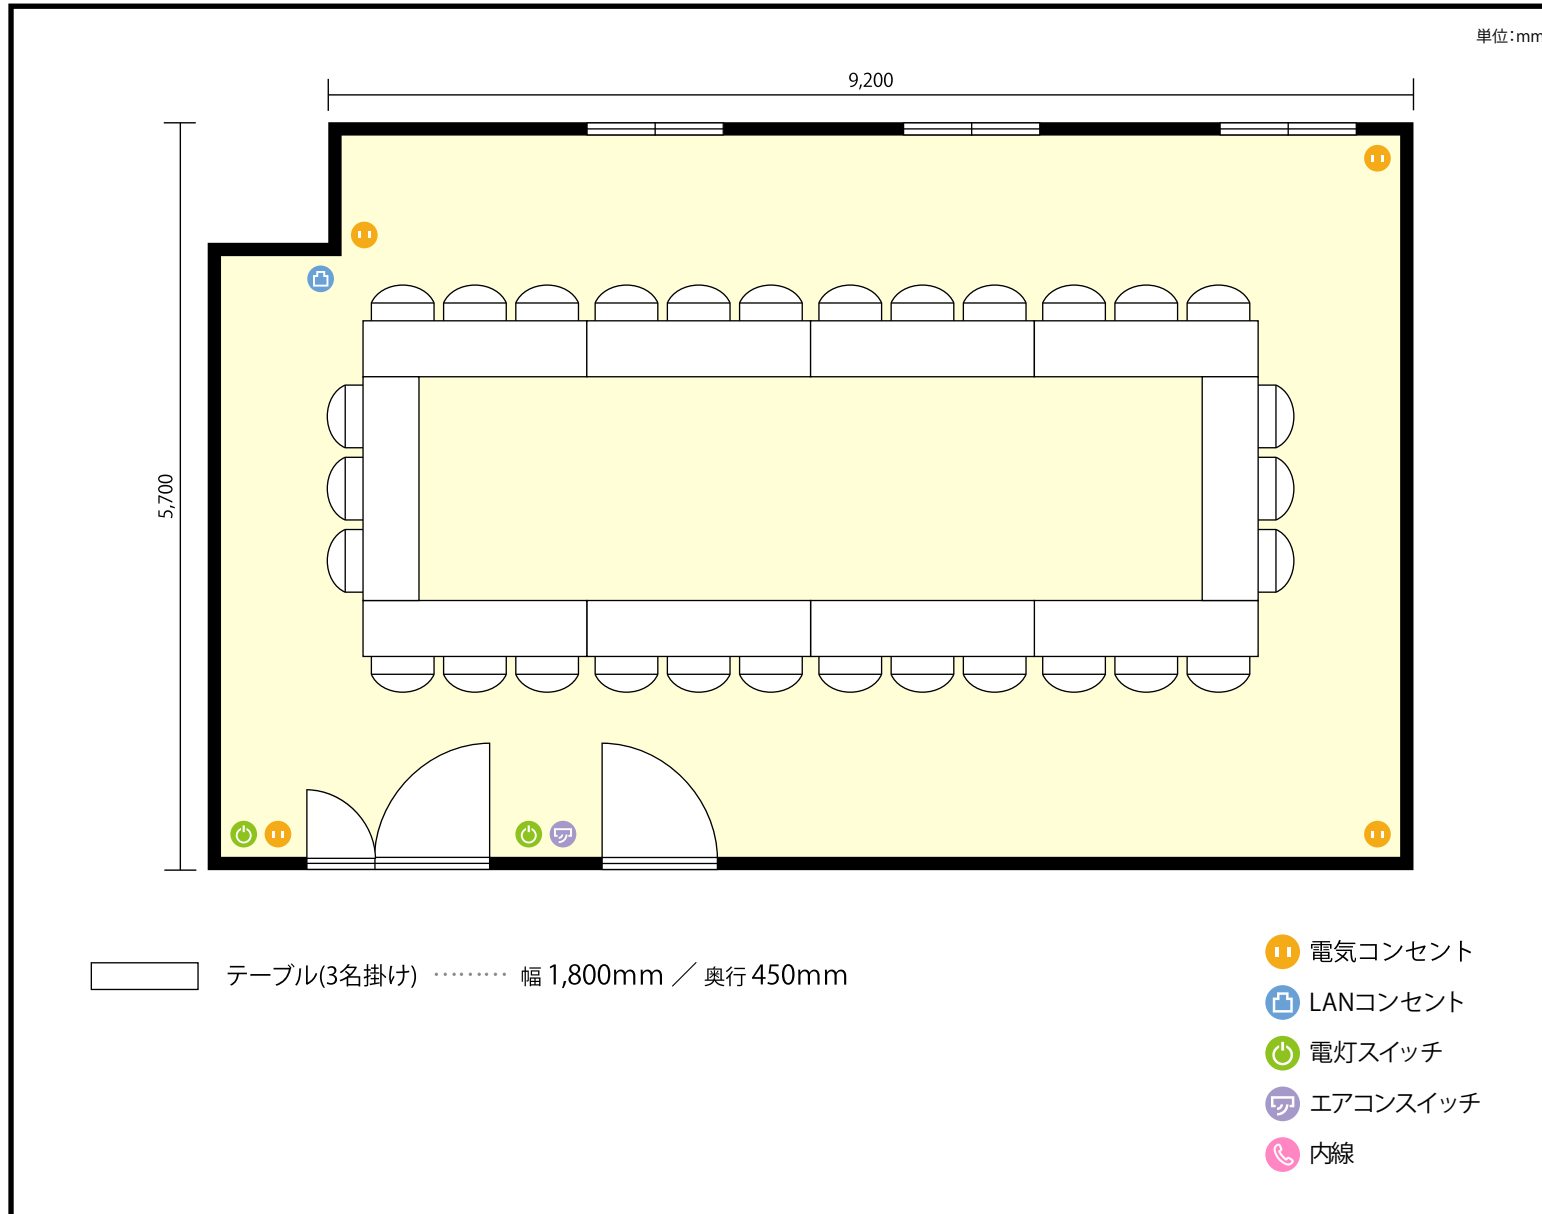 単位：mm
9,200
5,700
テーブル(3名掛け) ……… 幅 1,800mm ／ 奥行 450mm
電気コンセント
LANコンセント
電灯スイッチ
エアコンスイッチ
内線